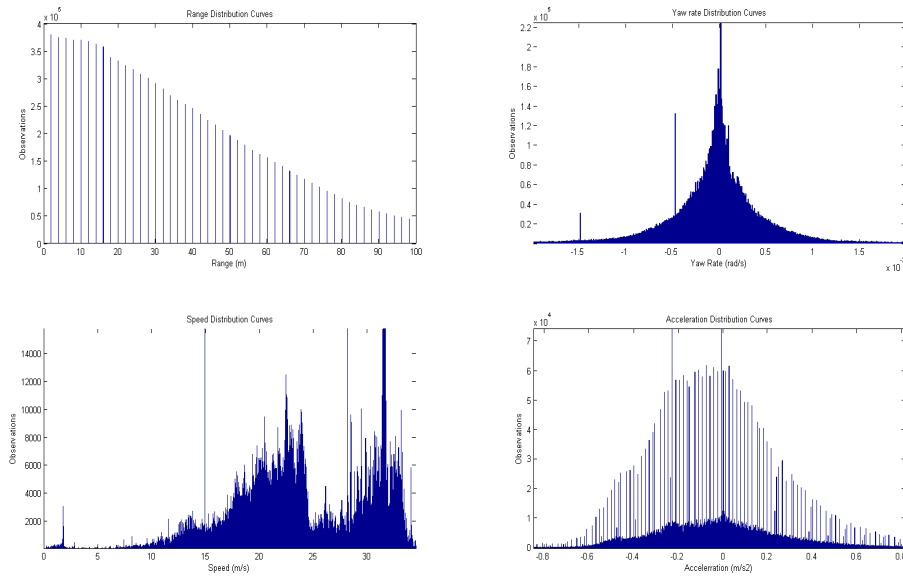 Range Distribution Curves
x 10^5
4
3.5
3
2.5
2
1.5
1
0.5
0
Observations
0 10 20 30 40 50 60 70 80 90 100
Range (m)
Yaw rate Distribution Curves
x 10^5
2.2
2
1.8
1.6
1.4
1.2
1
0.8
0.6
0.4
0.2
Observations
-1.5 -1 -0.5 0 0.5 1 1.5
Yaw Rate (rad/s)
Speed Distribution Curves
14000
12000
10000
8000
6000
4000
2000
Observations
0 5 10 15 20 25 30
Speed (m/s)
Acceleration Distribution Curves
x 10^4
7
6
5
4
3
2
1
0
Observations
-0.8 -0.6 -0.4 -0.2 0 0.2 0.4 0.6 0.8
Acceleration (m/s2)